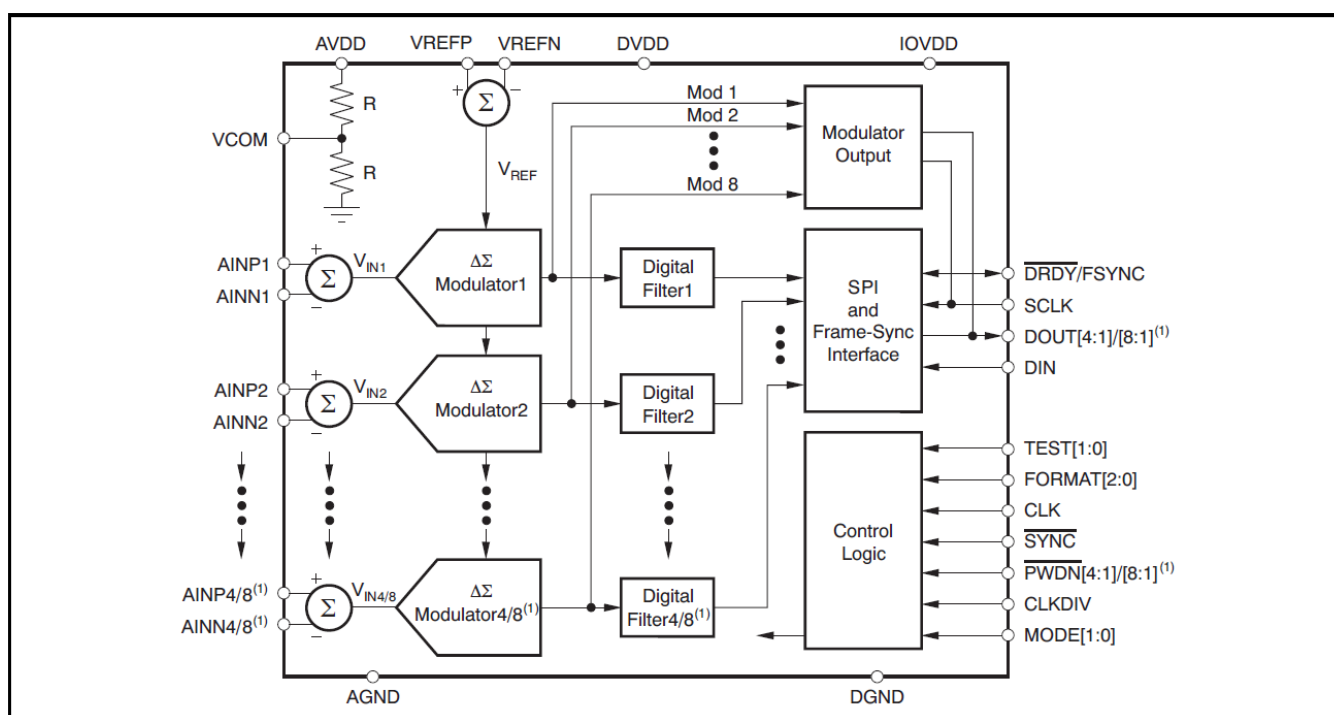 AVDD
VREFP
VREFN
DVDD
IOVDD
+
−
Σ
R
VCOM
R
VREF
Mod 1
Mod 2
Mod 8
Modulator
Output
AINP1
AINN1
+
−
Σ
VIN1
ΔΣ
Modulator1
Digital
Filter1
SPI
and
Frame-Sync
Interface
DRDY/FSYNC
SCLK
DOUT[4:1]/[8:1](1)
DIN
AINP2
AINN2
+
−
Σ
VIN2
ΔΣ
Modulator2
Digital
Filter2
Control
Logic
TEST[1:0]
FORMAT[2:0]
CLK
SYNC
PWDN[4:1]/[8:1](1)
CLKDIV
MODE[1:0]
AINP4/8(1)
AINN4/8(1)
+
−
Σ
VIN4/8
ΔΣ
Modulator4/8(1)
Digital
Filter4/8(1)
AGND
DGND